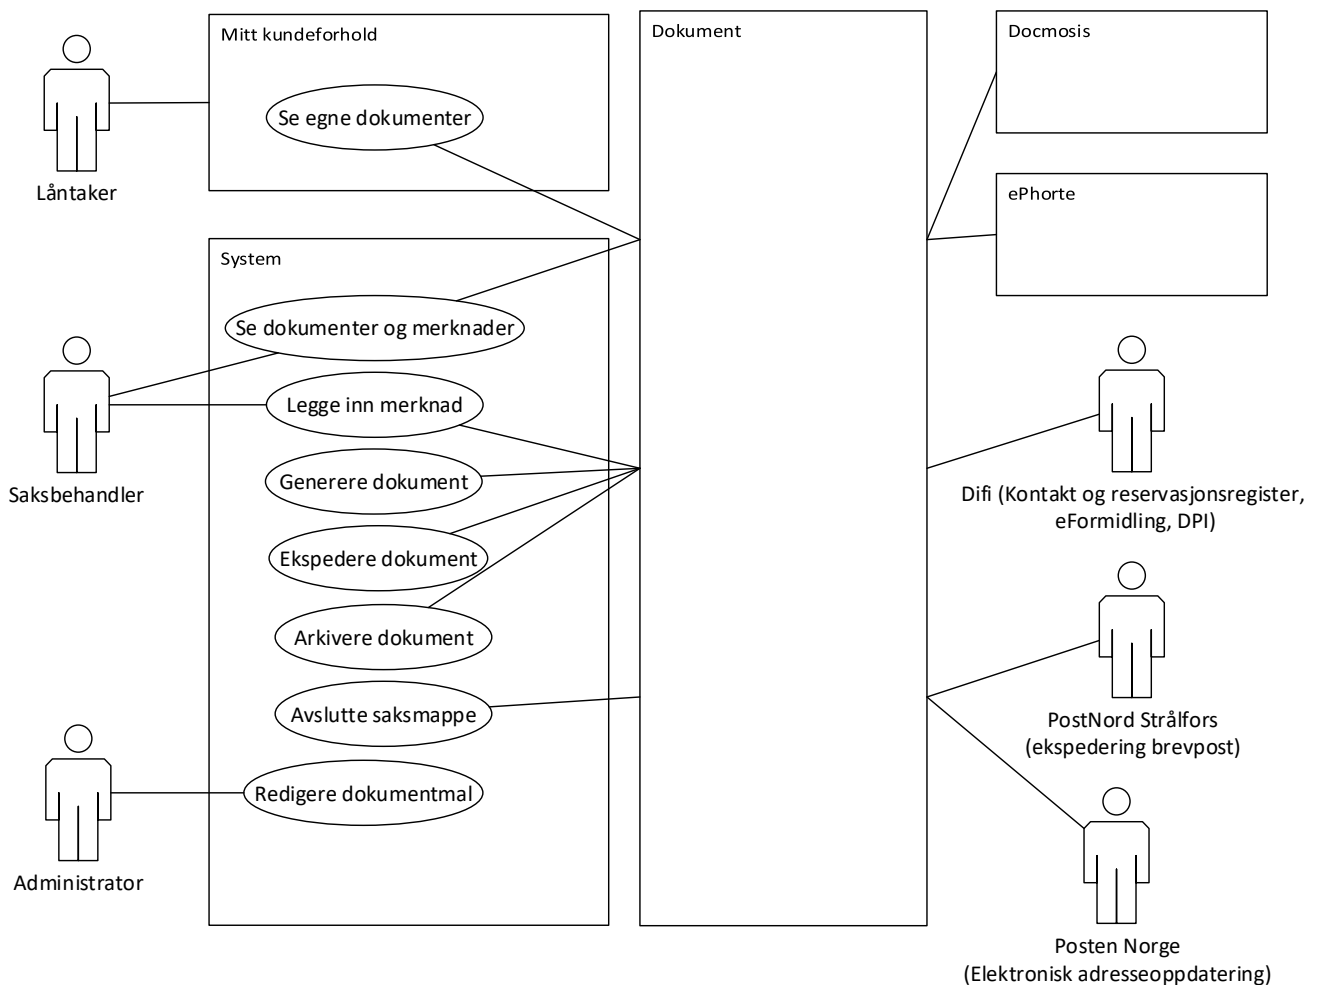 Mitt kundeforhold
Se egne dokumenter
Låntaker
System
Se dokumenter og merknader
Legge inn merknad
Generere dokument
Ekspedere dokument
Arkivere dokument
Avslutte saksmappe
Redigere dokumentmal
Saksbehandler
Administrator
Dokument
Docmosis
ePhorte
Difi (Kontakt og reservasjonsregister,
eFormidling, DPI)
PostNord Strålfors
(ekspedering brevpost)
Posten Norge
(Elektronisk adresseoppdatering)